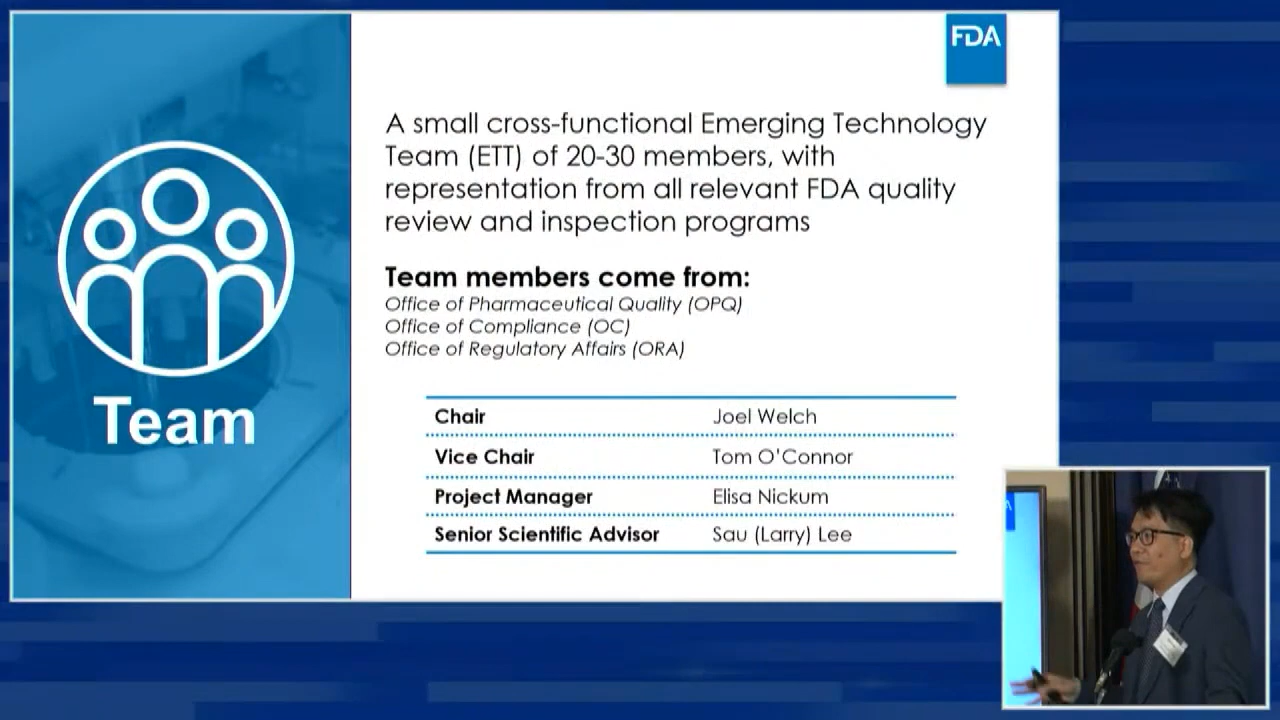 FDA
A small cross-functional Emerging Technology
Team (ETT) of 20-30 members, with
representation from all relevant FDA quality
review and inspection programs
Team members come from:
Office of Pharmaceutical Quality (OPQ)
Office of Compliance (OC)
Office of Regulatory Affairs (ORA)
Team
Chair Joel Welch
Vice Chair Tom O’Connor
Project Manager Elisa Nickum
Senior Scientific Advisor Sau (Larry) Lee